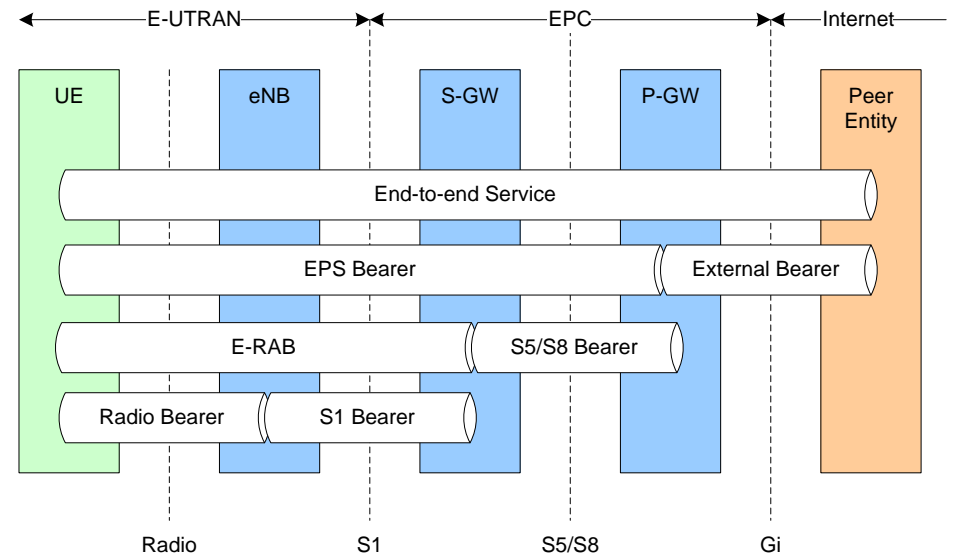 E-UTRAN EPC Internet
UE eNB S-GW P-GW Peer
Entity
End-to-end Service
EPS Bearer External Bearer
E-RAB S5/S8 Bearer
Radio Bearer S1 Bearer
Radio S1 S5/S8 Gi